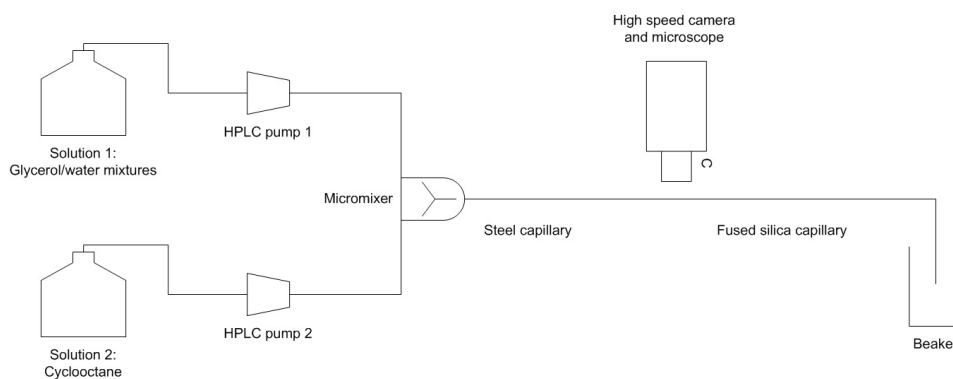 High speed camera
and microscope
C
HPLC pump 1
Solution 1:
Glycerol/water mixtures
Micromixer
Steel capillary
Fused silica capillary
HPLC pump 2
Beake
Solution 2:
Cyclooctane